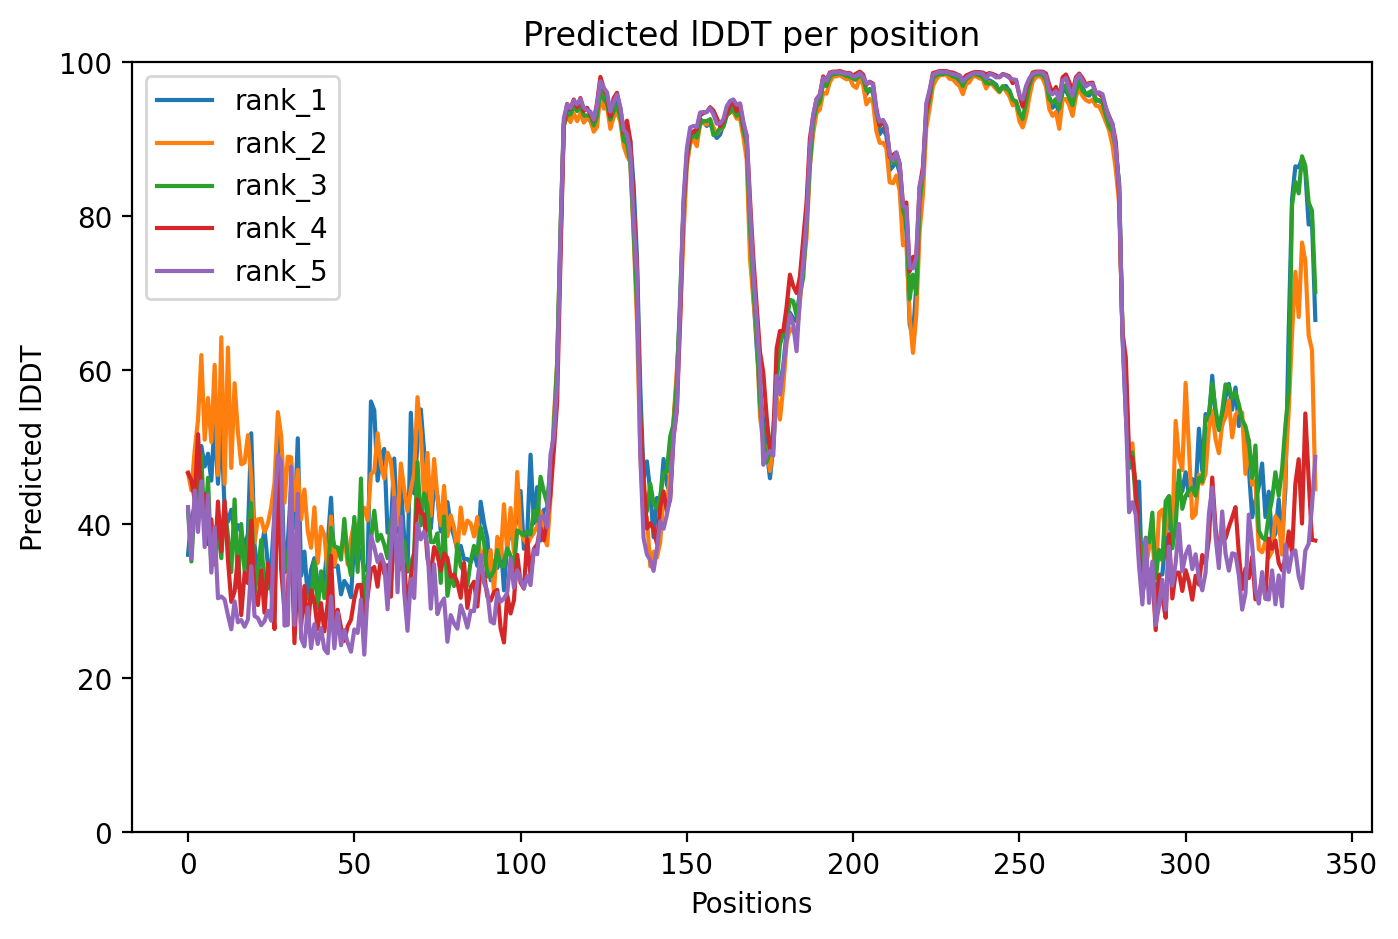 Predicted lDDT per position
100
80
60
40
20
0
Predicted lDDT
rank_1
rank_2
rank_3
rank_4
rank_5
0 50 100 150 200 250 300 350
Positions